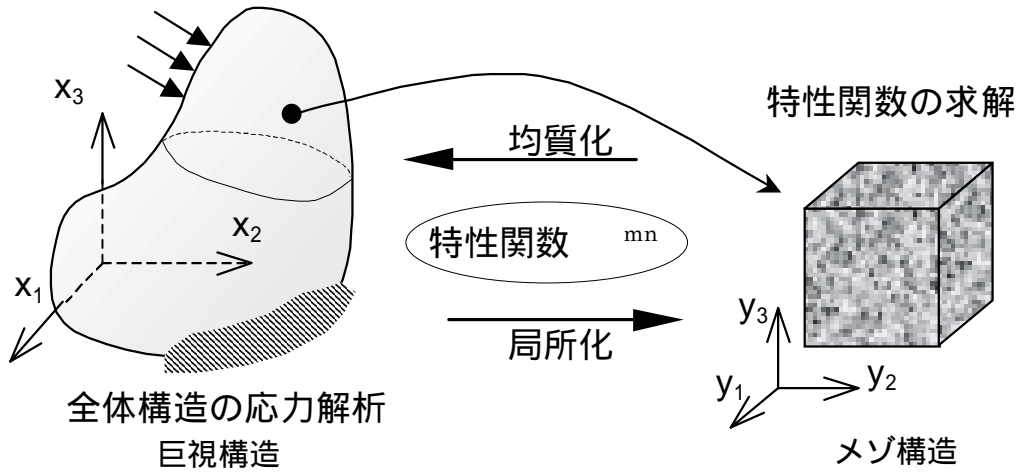 x3
x2
x1
全体構造の応力解析
巨視構造
均質化
特性関数 mn
局所化
特性関数の求解
y3
y2
y1
メゾ構造